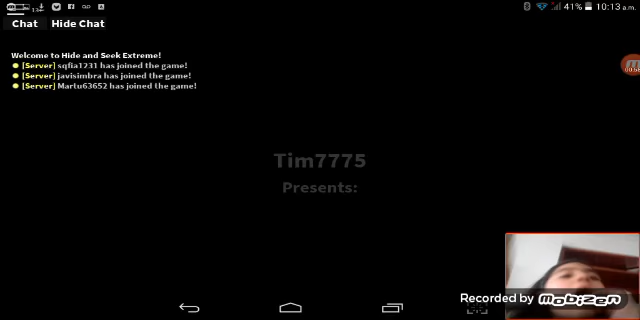 41% 10:13 a.m.
Chat Hide Chat
Welcome to Hide and Seek Extreme!
[Server] sqfia1231 has joined the game!
[Server] javisimbra has joined the game!
[Server] Martu63652 has joined the game!
Tim7775
Presents:
Recorded by Mobizen